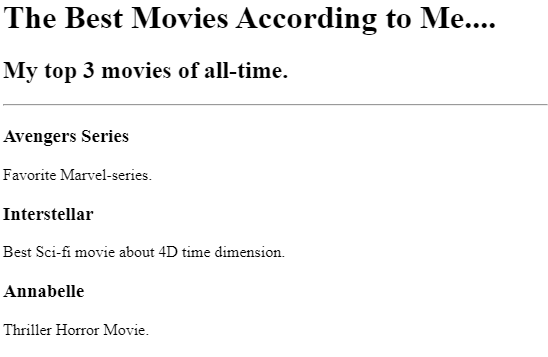 The Best Movies According to Me....
My top 3 movies of all-time.
Avengers Series
Favorite Marvel-series.
Interstellar
Best Sci-fi movie about 4D time dimension.
Annabelle
Thriller Horror Movie.